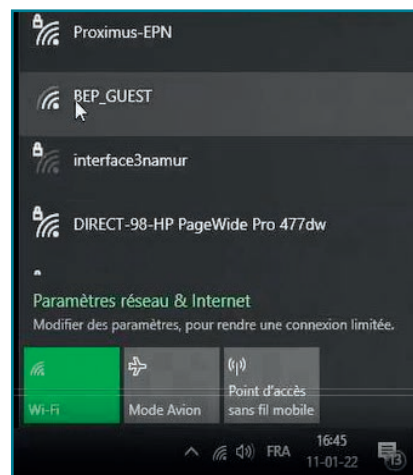 Proximus-EPN
BEP_GUEST
interface3namur
DIRECT-98-HP PageWide Pro 477dw
Paramètres réseau & Internet
Modifier des paramètres, pour rendre une connexion limitée.
Wi-Fi
Mode Avion
Point d'accès
sans fil mobile
FRA
16:45
11-01-22
13